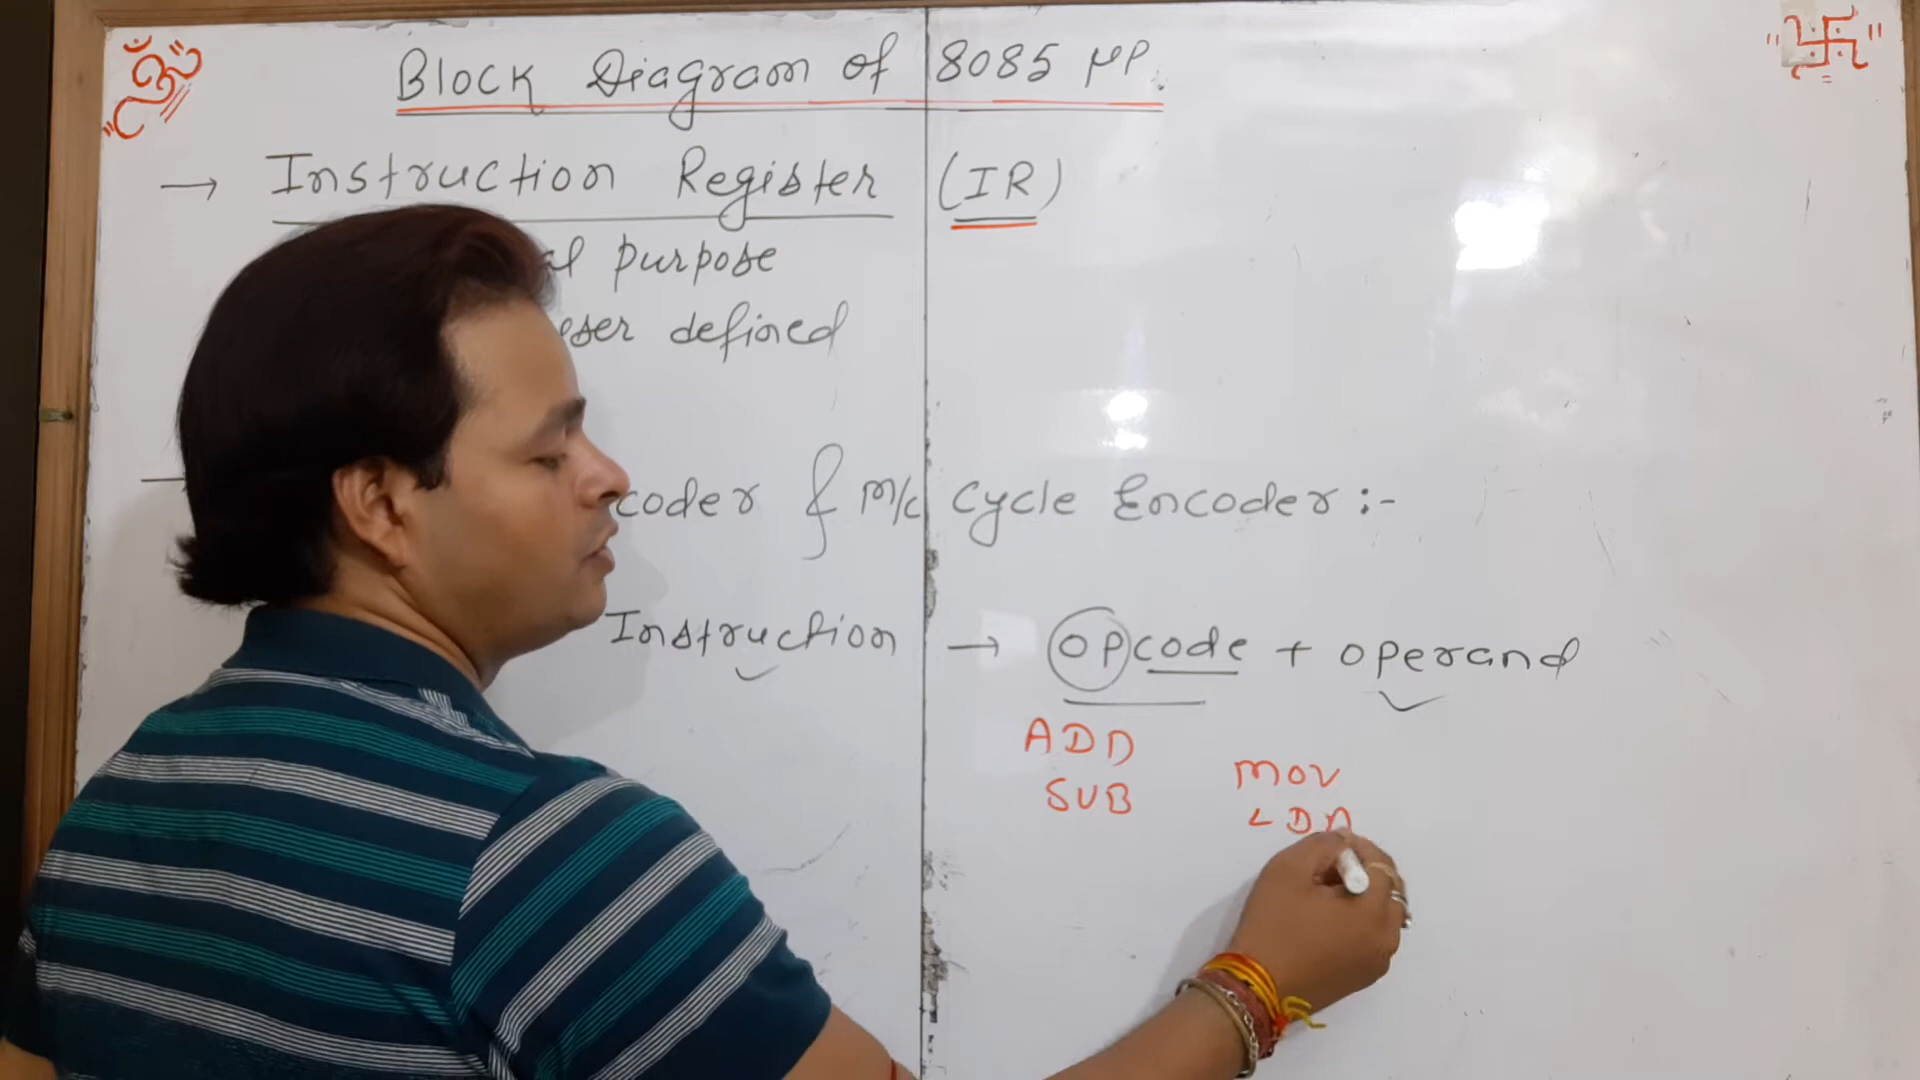 ॐ
Block Diagram of 8085 μP.
→ Instruction Register (IR)
purpose
user defined
coder & M/c Cycle Encoder :-
Instruction → opcode + operand
ADD
SUB
MOV
LDA